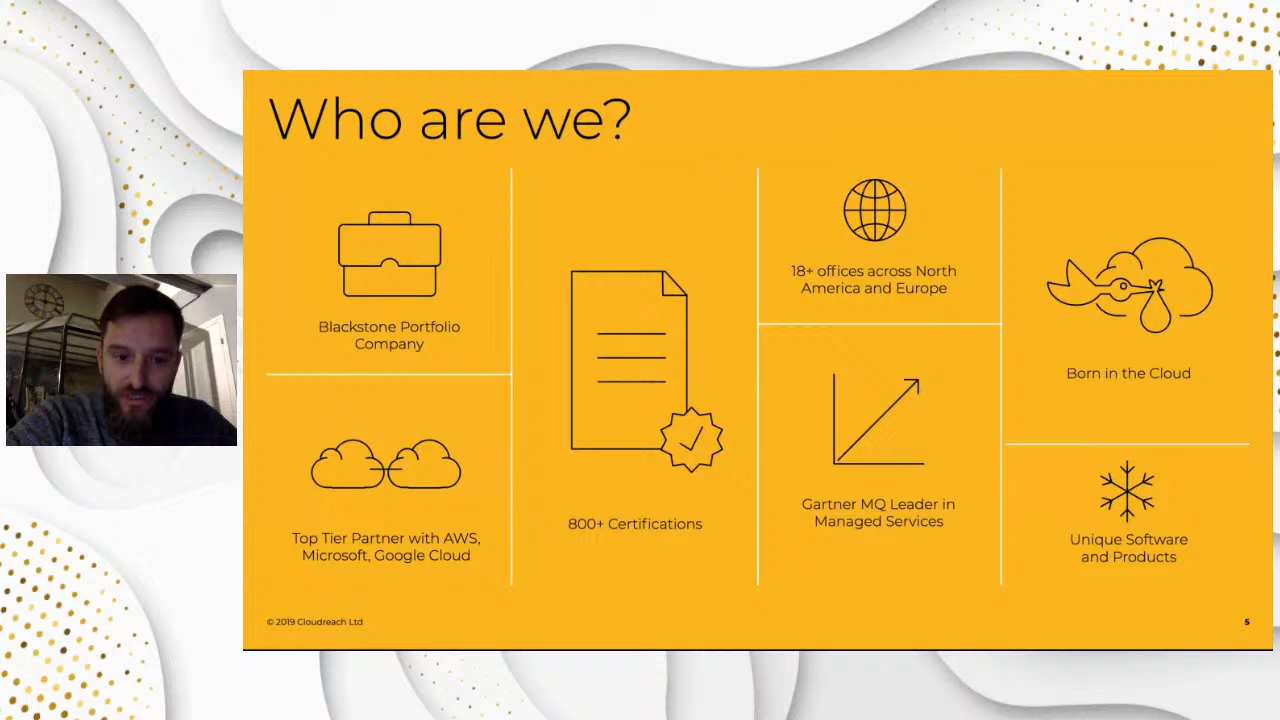 Who are we?
Blackstone Portfolio
Company
Top Tier Partner with AWS,
Microsoft, Google Cloud
800+ Certifications
18+ offices across North
America and Europe
Gartner MQ Leader in
Managed Services
Born in the Cloud
Unique Software
and Products
© 2019 Cloudreach Ltd
5